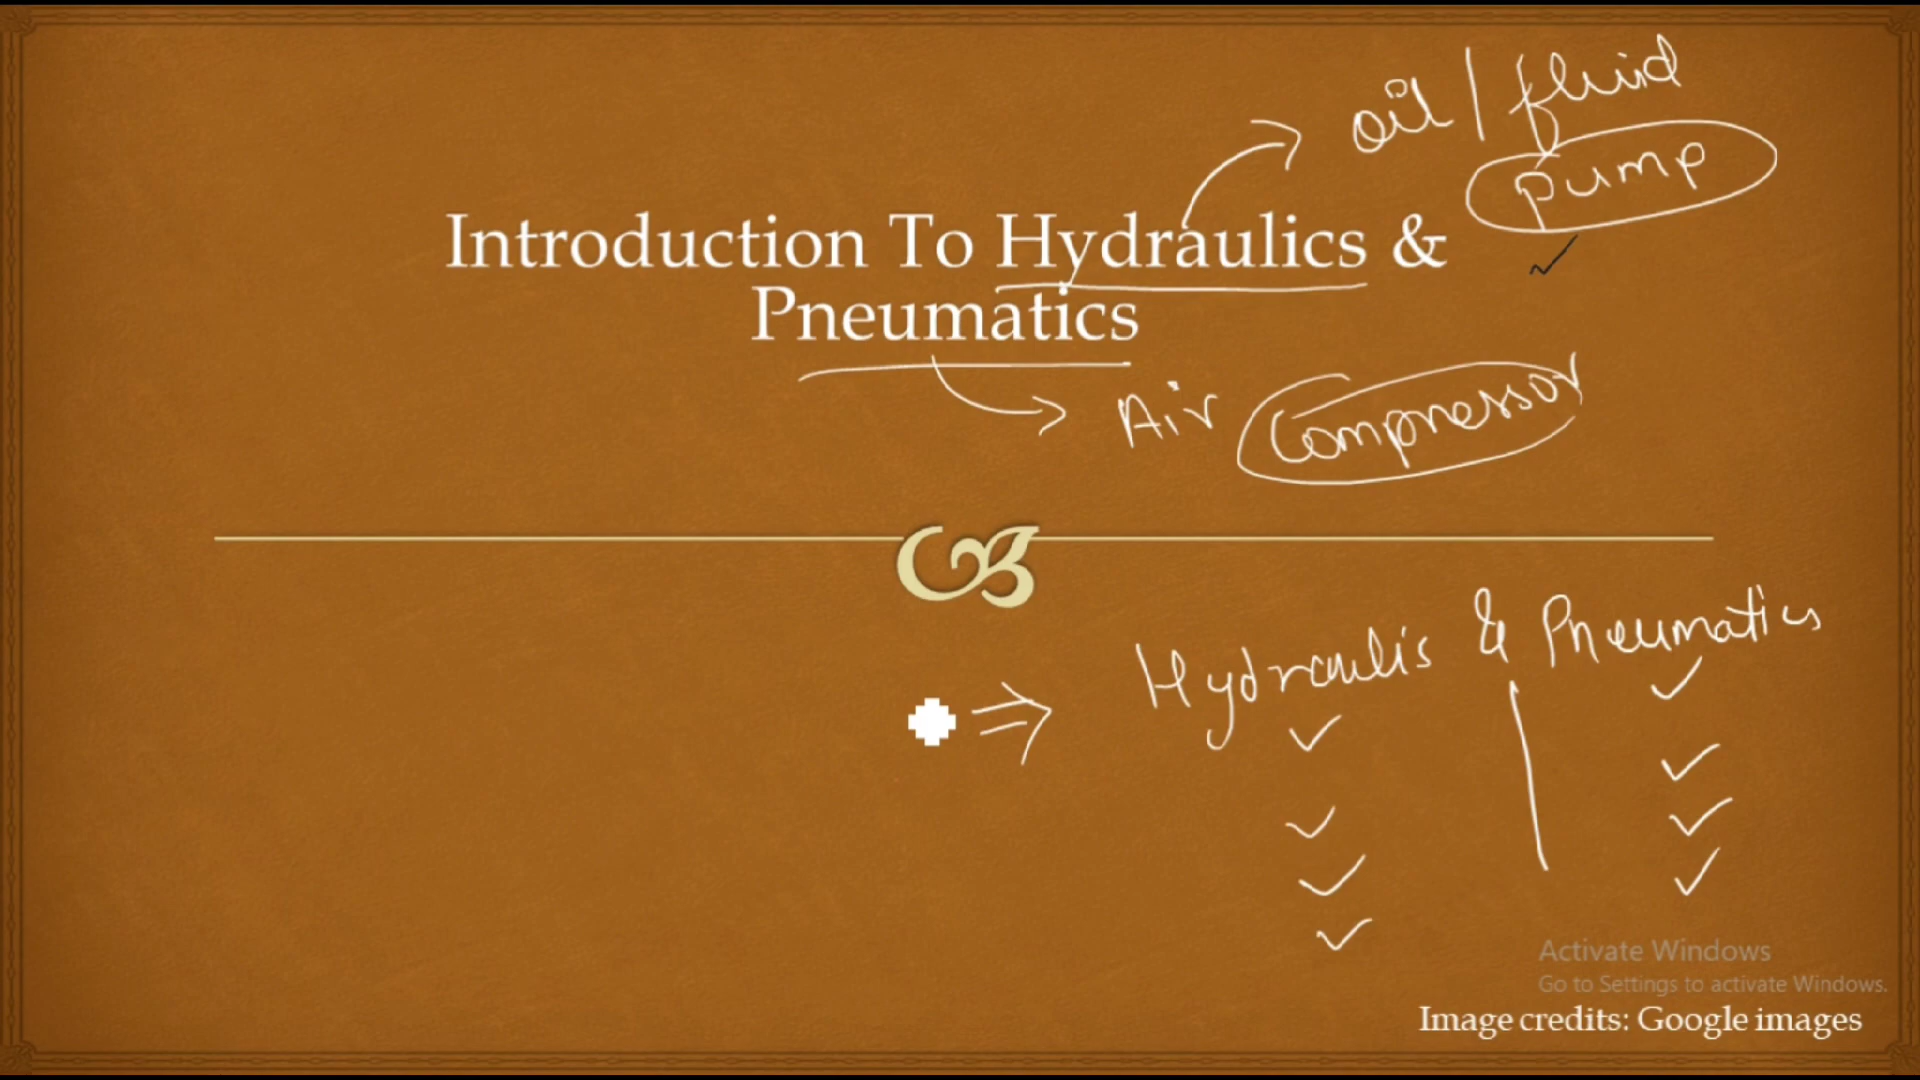 oil / fluid
pump
Introduction To Hydraulics &
Pneumatics
Air Compressor
Hydraulis & Pneumatics
Activate Windows
Go to Settings to activate Windows.
Image credits: Google images